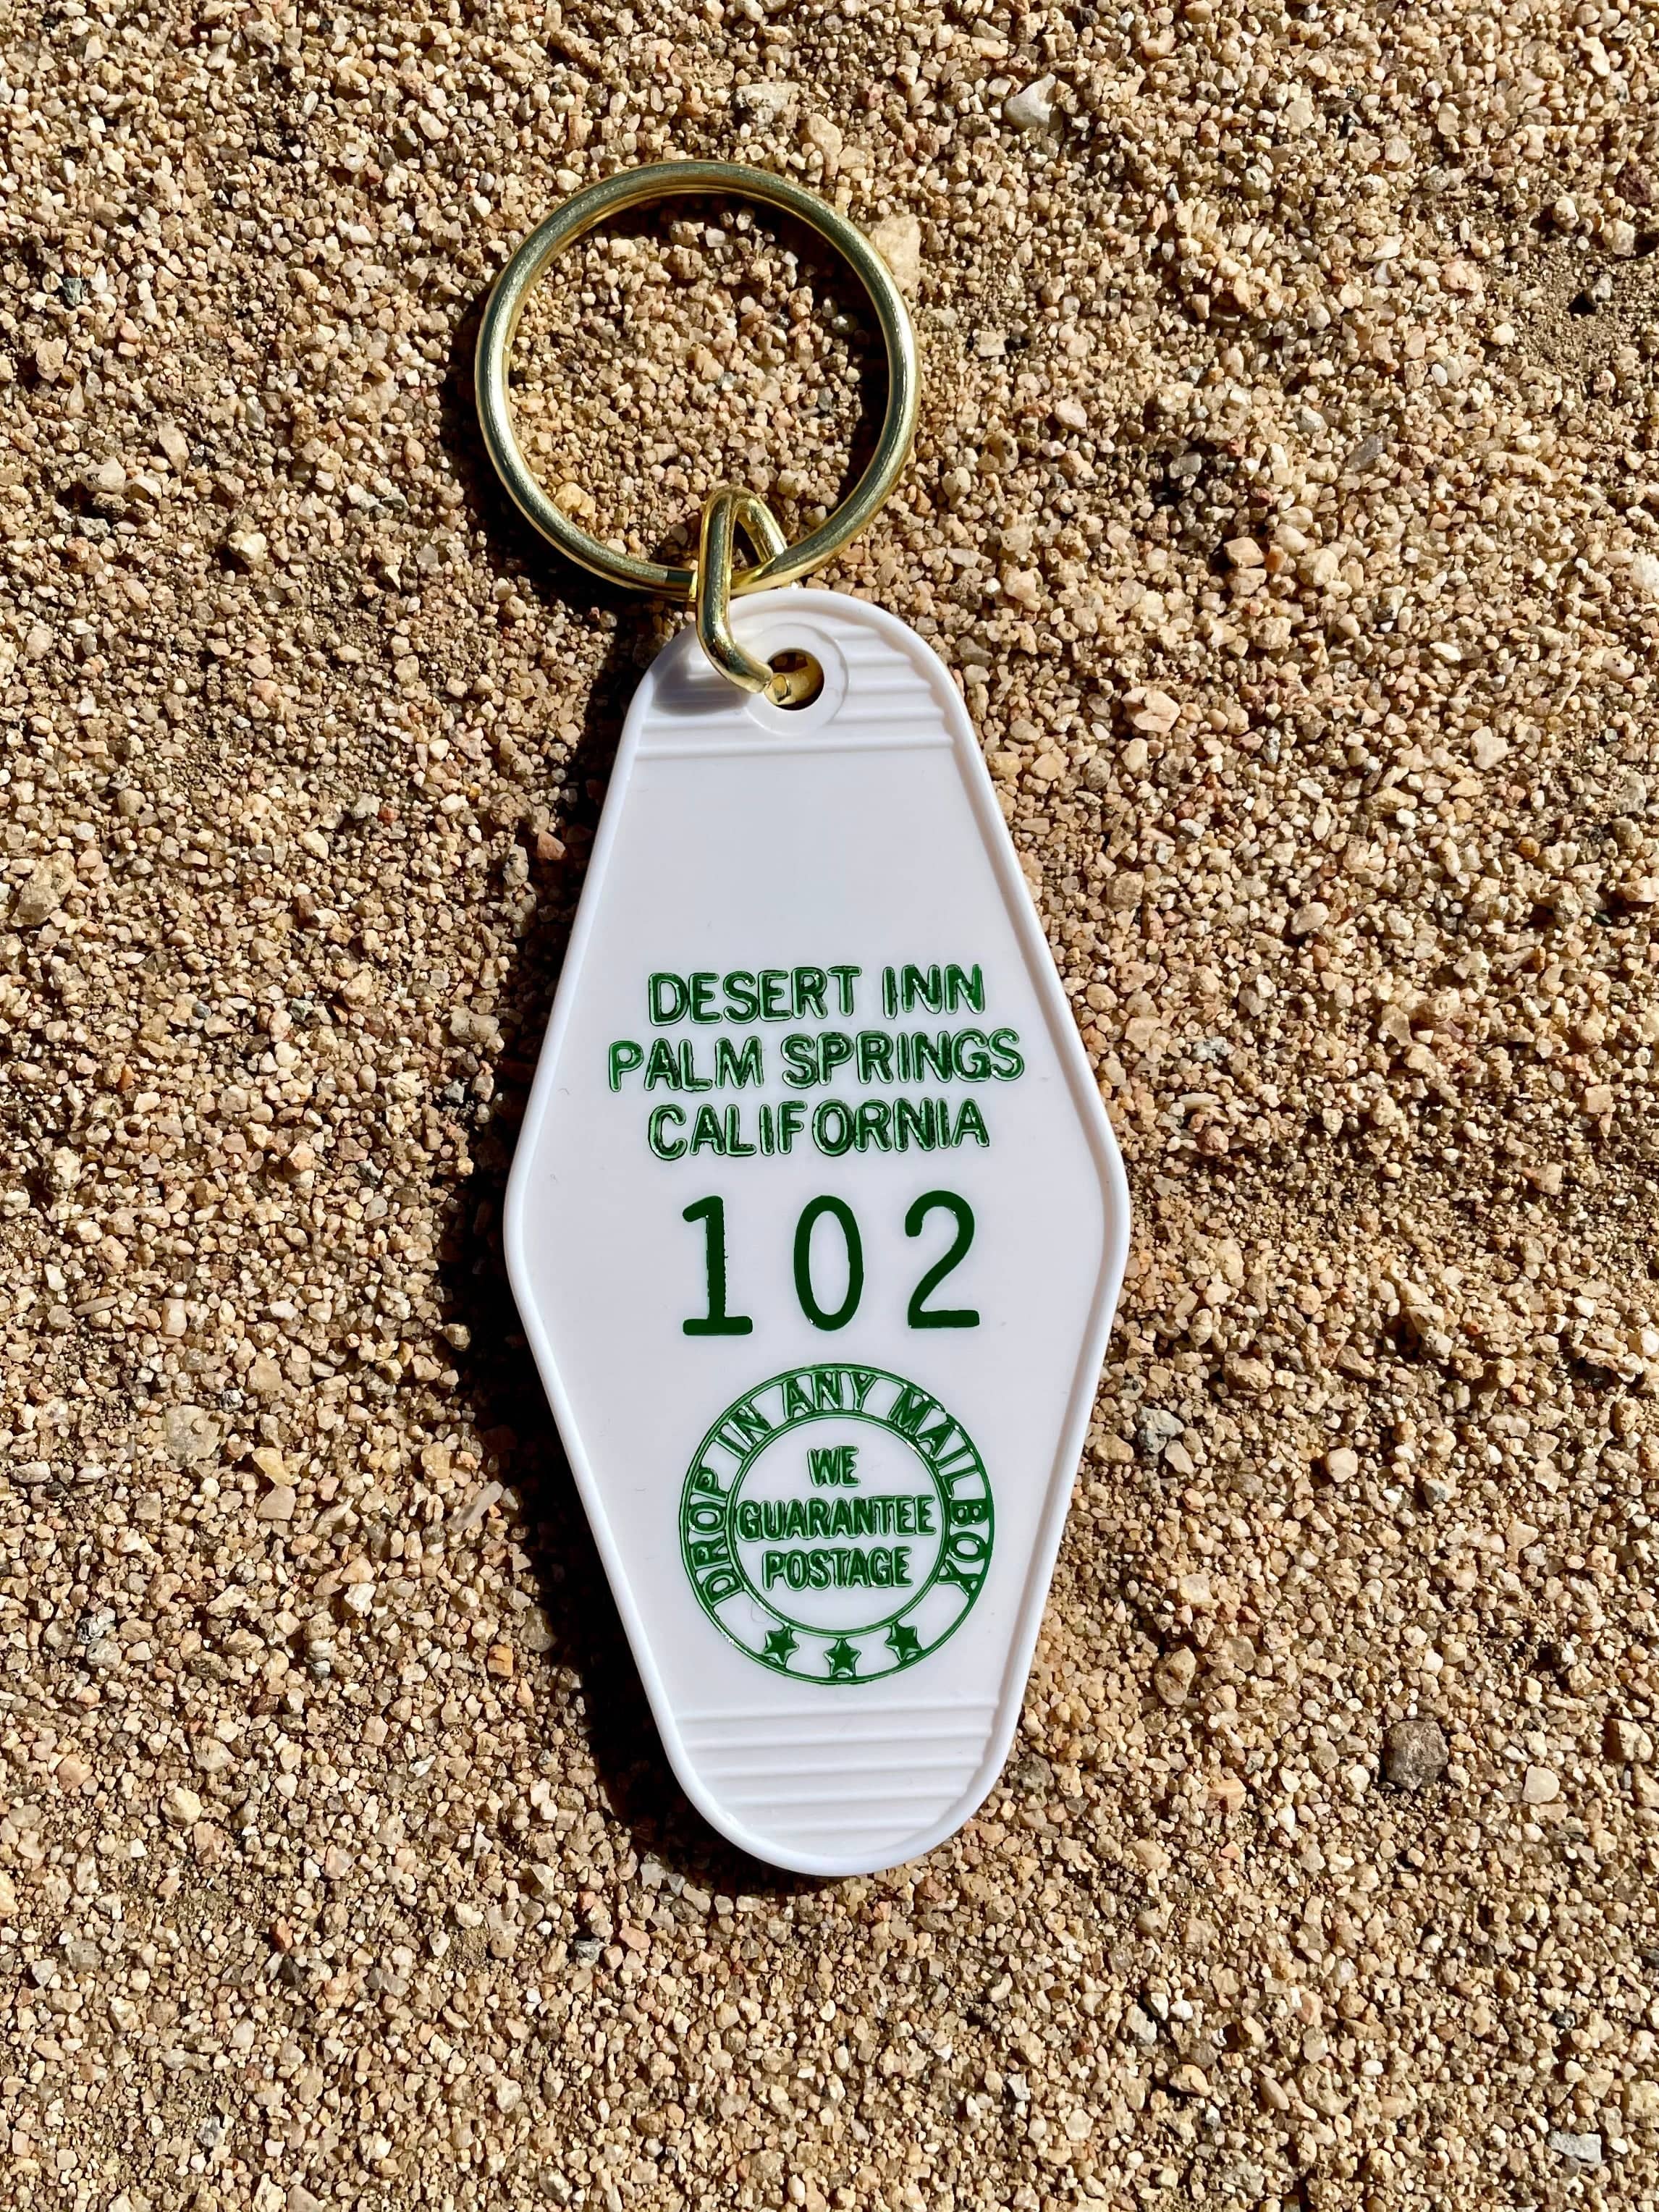 DESERT INN
PALM SPRINGS
CALIFORNIA
102
DROP IN ANY MAILBOX
WE
GUARANTEE
POSTAGE